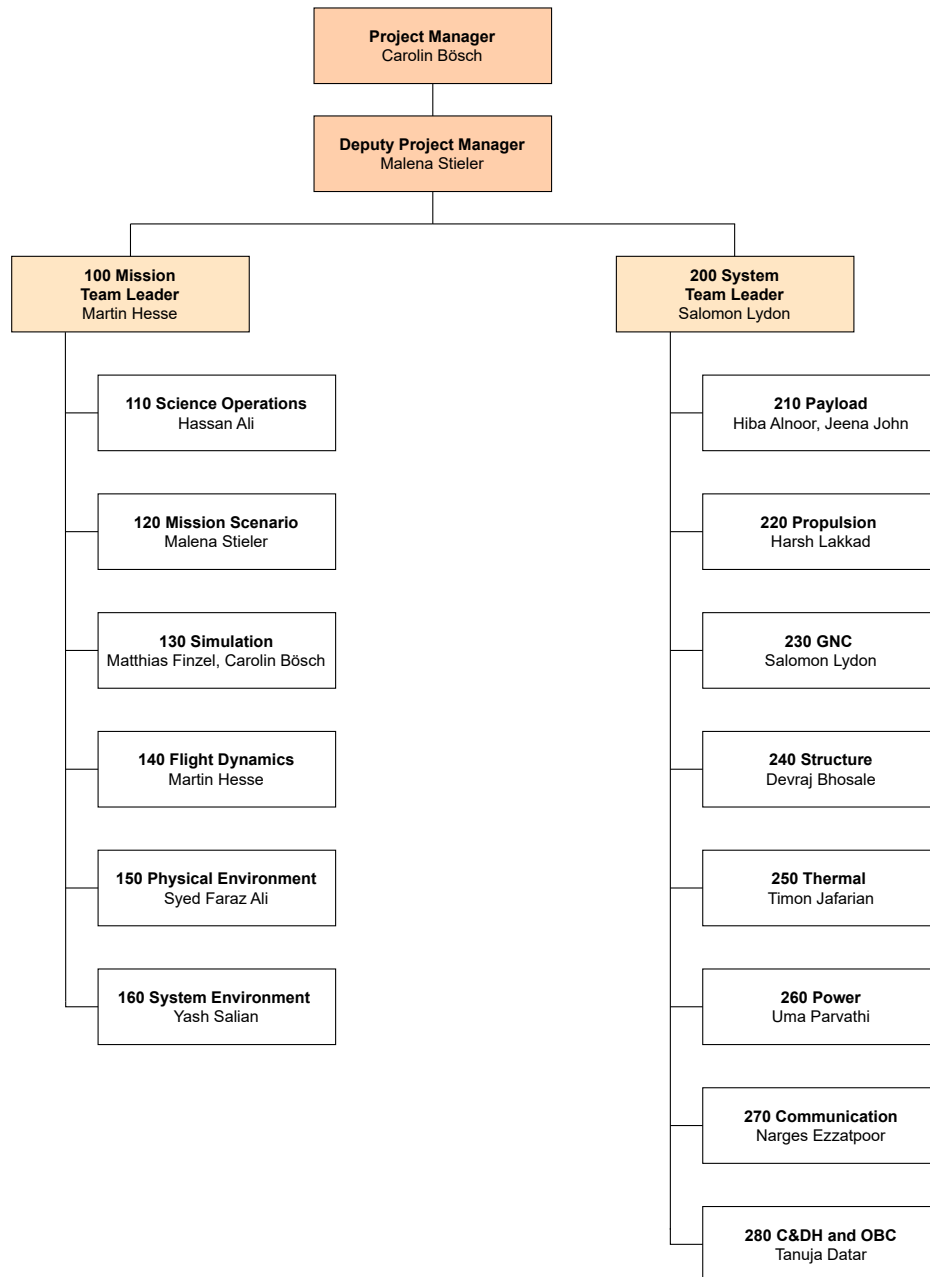 Project Manager
Carolin Bösch
Deputy Project Manager
Malena Stieler
100 Mission
Team Leader
Martin Hesse
110 Science Operations
Hassan Ali
120 Mission Scenario
Malena Stieler
130 Simulation
Matthias Finzel, Carolin Bösch
140 Flight Dynamics
Martin Hesse
150 Physical Environment
Syed Faraz Ali
160 System Environment
Yash Salian
200 System
Team Leader
Salomon Lydon
210 Payload
Hiba Alnoor, Jeena John
220 Propulsion
Harsh Lakkad
230 GNC
Salomon Lydon
240 Structure
Devraj Bhosale
250 Thermal
Timon Jafarian
260 Power
Uma Parvathi
270 Communication
Narges Ezzatpoor
280 C&DH and OBC
Tanuja Datar